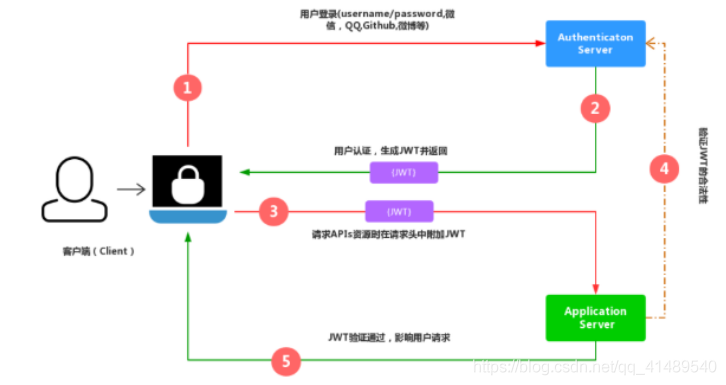 用户登录(username/password,微
信，QQ,Github,微博等)
Authenticaton
Server
1
2
用户认证，生成JWT并返回
(JWT)
验证JWT的合法性
4
3
(JWT)
请求APIs资源时在请求头中附加JWT
客户端（Client）
Application
Server
JWT验证通过，影响用户请求
5
https://blog.csdn.net/qq_41489540